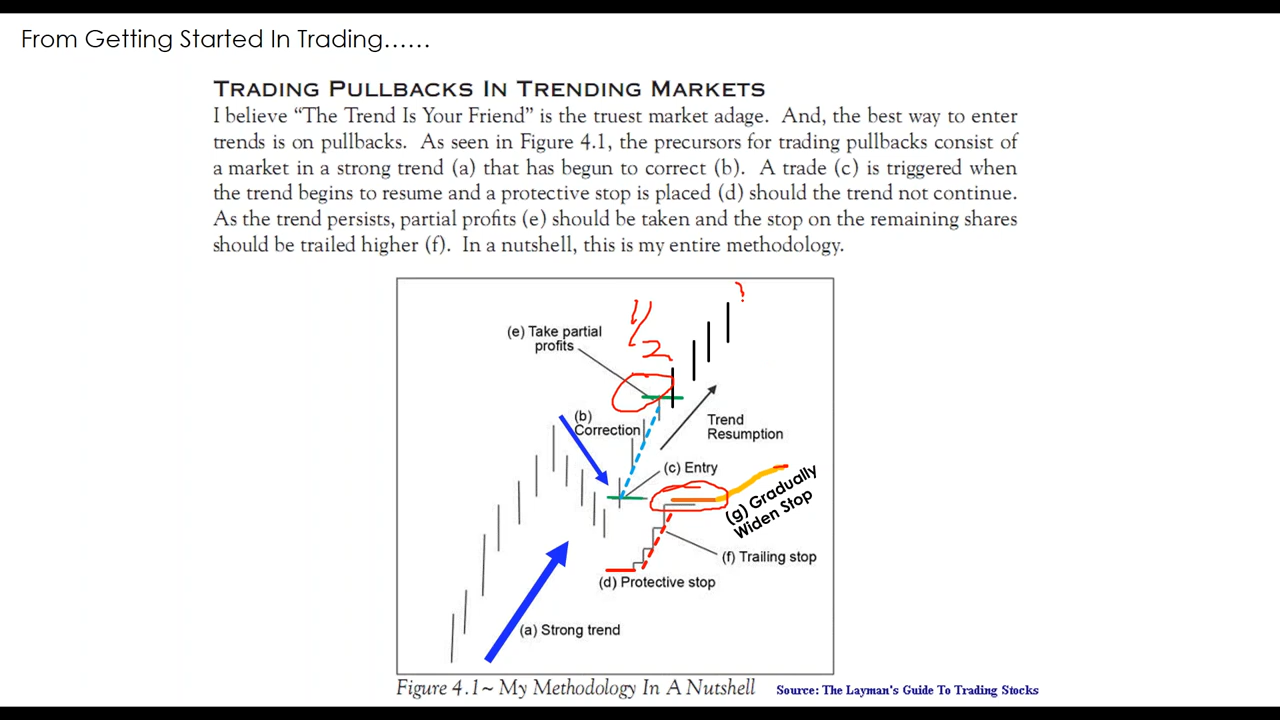 From Getting Started In Trading……
TRADING PULLBACKS IN TRENDING MARKETS
I believe “The Trend Is Your Friend” is the truest market adage. And, the best way to enter
trends is on pullbacks. As seen in Figure 4.1, the precursors for trading pullbacks consist of
a market in a strong trend (a) that has begun to correct (b). A trade (c) is triggered when
the trend begins to resume and a protective stop is placed (d) should the trend not continue.
As the trend persists, partial profits (e) should be taken and the stop on the remaining shares
should be trailed higher (f). In a nutshell, this is my entire methodology.
?
1/2
(e) Take partial
profits
(b)
Correction
Trend
Resumption
(c) Entry
(g) Gradually
Widen Stop
(f) Trailing stop
(d) Protective stop
(a) Strong trend
Figure 4.1~ My Methodology In A Nutshell
Source: The Layman's Guide To Trading Stocks